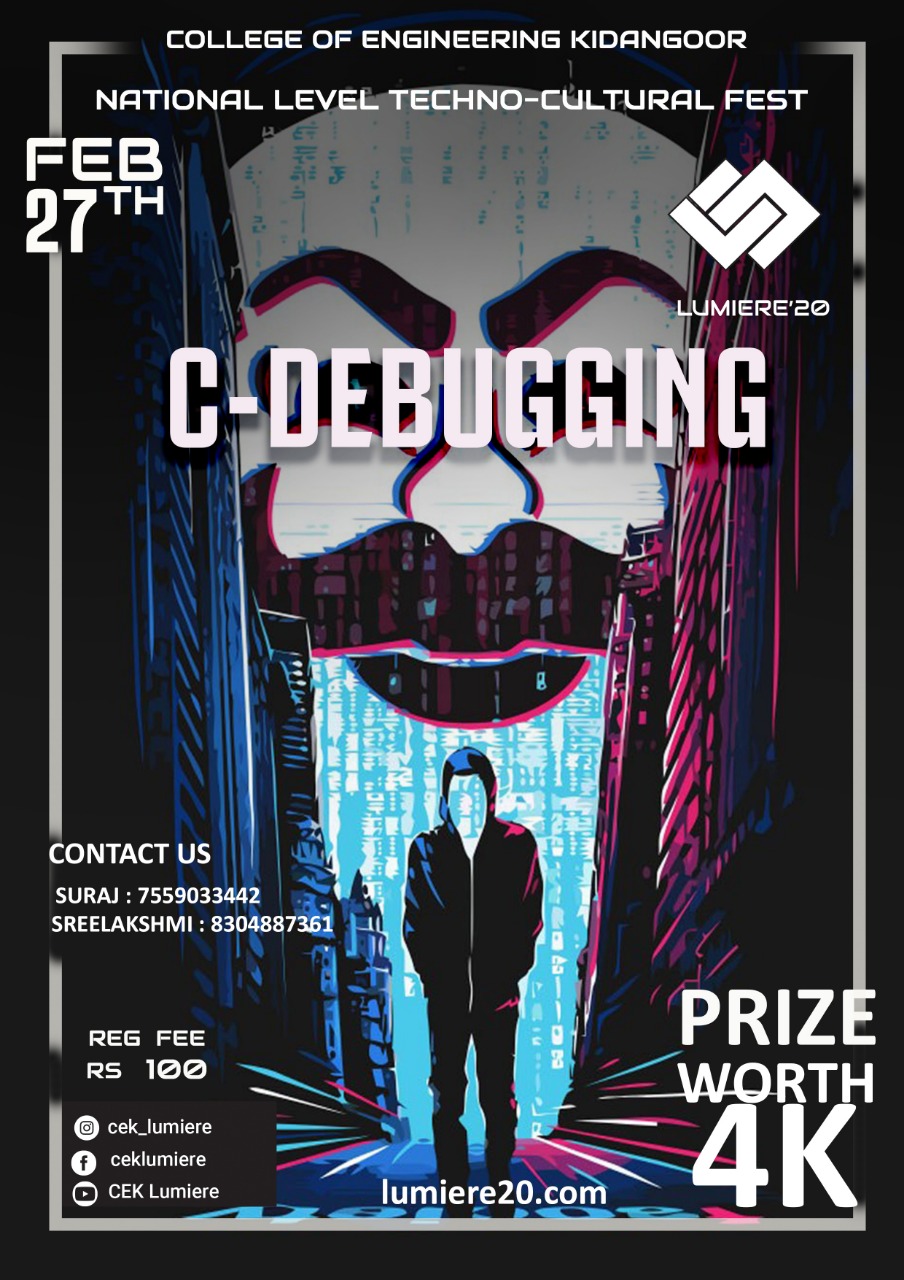 COLLEGE OF ENGINEERING KIDANGOOR
NATIONAL LEVEL TECHNO-CULTURAL FEST
FEB
27TH
LUMIERE'20
C-DEBUGGING
CONTACT US
SURAJ : 7559033442
SREELAKSHMI : 8304887361
REG FEE
RS 100
PRIZE
WORTH
4K
cek_lumiere
ceklumiere
CEK Lumiere
lumiere20.com